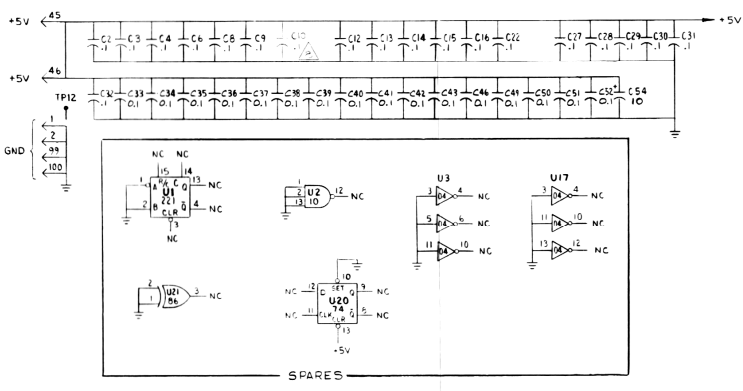 +5V 45 +5V
C2 .1 C3 .1 C4 .1 C6 .1 C8 .1 C9 .1 C10 .1 C12 .1 C13 .1 C14 .1 C15 .1 C16 .1 C22 .1 C27 .1 C28 .1 C29 .1 C30 .1 C31 .1
+5V 46
C32 .1 C33 0.1 C34 0.1 C35 0.1 C36 0.1 C37 0.1 C38 0.1 C39 0.1 C40 0.1 C41 0.1 C42 0.1 C43 0.1 C46 0.1 C49 0.1 C50 0.1 C51 0.1 C52 0.1 + C54 10
TP12
GND
1
2
99
100
NC NC
15 14
1 A R/C C Q 13 NC
U1
221
2 B Q 4 NC
CLR
3
NC
1
2
13
U2
10
12 NC
U3
3 04 4 NC
5 04 6 NC
11 04 10 NC
U17
3 04 4 NC
11 04 10 NC
13 04 12 NC
2
1
U21
86
3 NC
10
NC 12 D SET Q 9 NC
U20
74
NC 11 CLK CLR Q 8 NC
13
+5V
SPARES